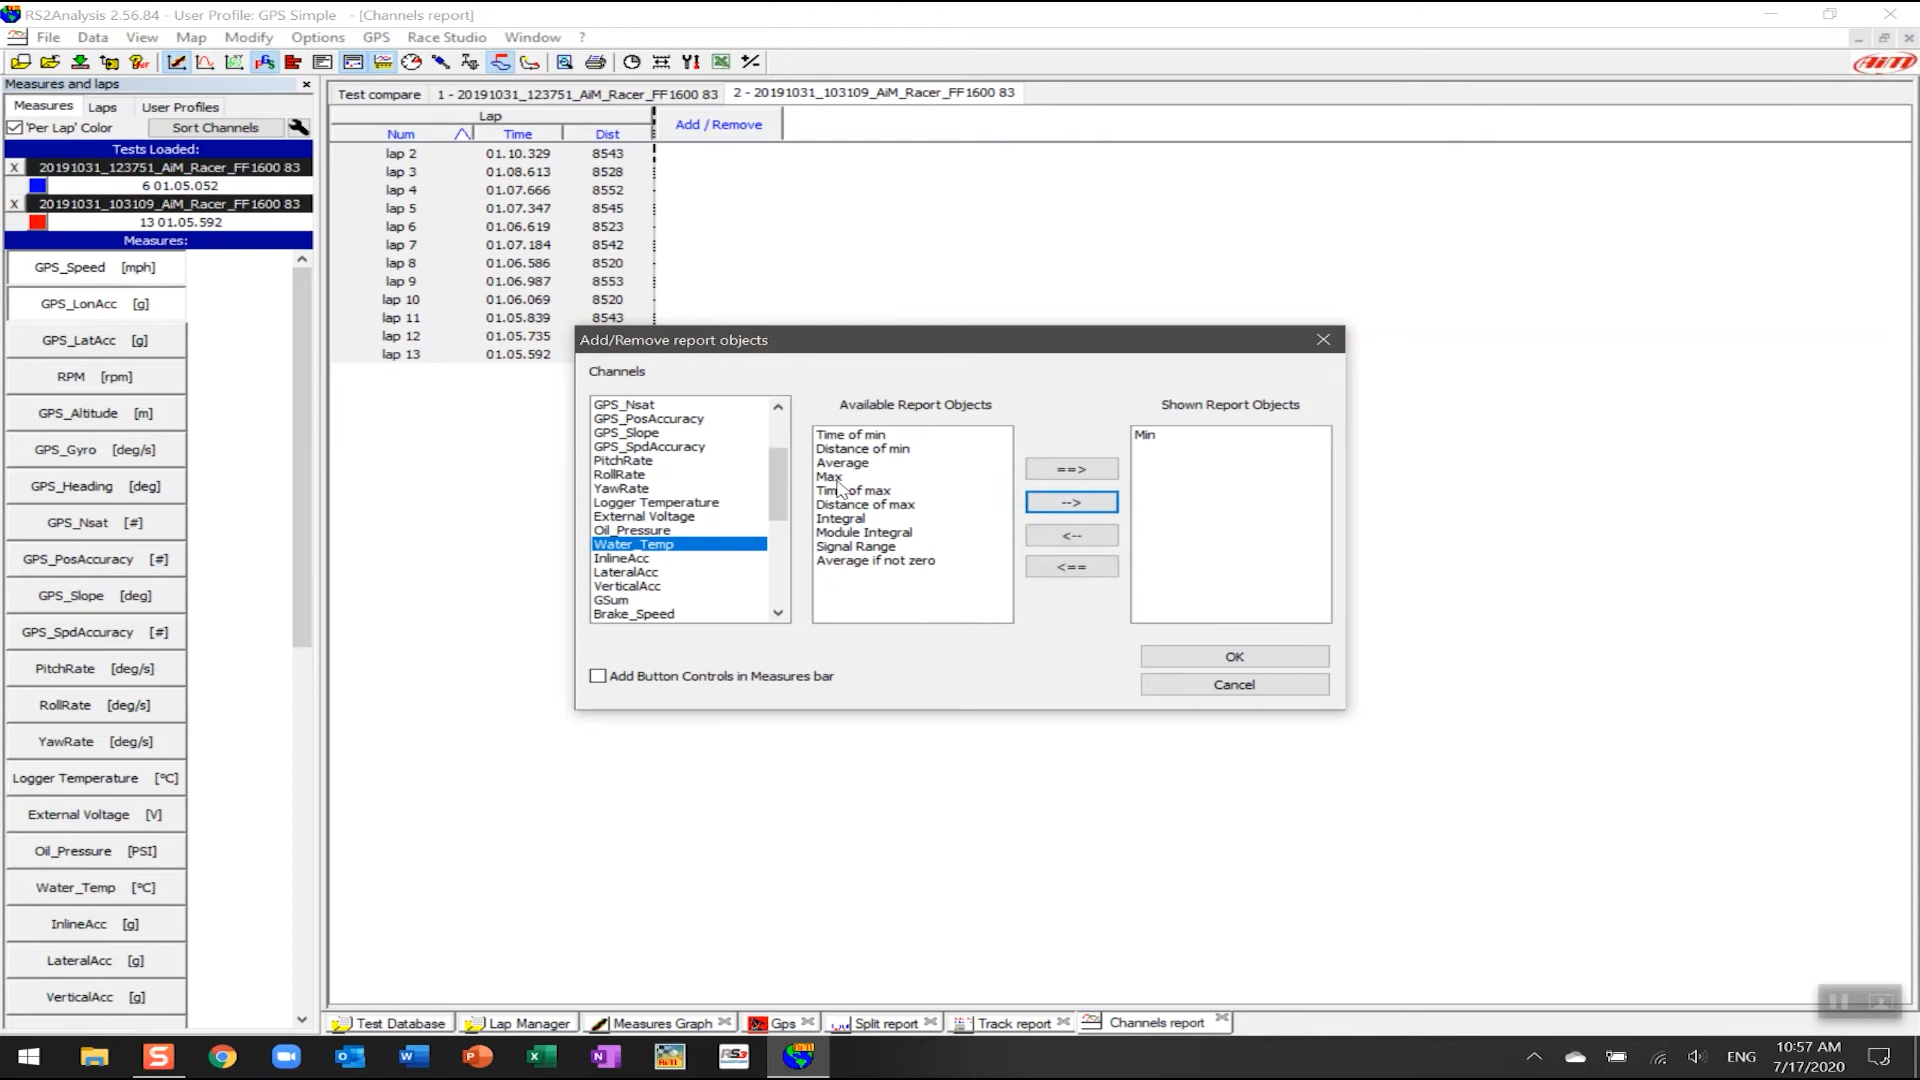 RS2Analysis 2.56.84 - User Profile: GPS Simple - [Channels report]
File Data View Map Modify Options GPS Race Studio Window ?
AiM
Measures and laps
Measures Laps User Profiles
'Per Lap' Color Sort Channels
Tests Loaded:
X 20191031_123751_AiM_Racer_FF1600 83
6 01.05.052
X 20191031_103109_AiM_Racer_FF1600 83
13 01.05.592
Measures:
GPS_Speed [mph]
GPS_LonAcc [g]
GPS_LatAcc [g]
RPM [rpm]
GPS_Altitude [m]
GPS_Gyro [deg/s]
GPS_Heading [deg]
GPS_Nsat [#]
GPS_PosAccuracy [#]
GPS_Slope [deg]
GPS_SpdAccuracy [#]
PitchRate [deg/s]
RollRate [deg/s]
YawRate [deg/s]
Logger Temperature [ºC]
External Voltage [V]
Oil_Pressure [PSI]
Water_Temp [ºC]
InlineAcc [g]
LateralAcc [g]
VerticalAcc [g]
Test compare 1 - 20191031_123751_AiM_Racer_FF1600 83 2 - 20191031_103109_AiM_Racer_FF1600 83
Lap
Num Time Dist Add / Remove
lap 2 01.10.329 8543
lap 3 01.08.613 8528
lap 4 01.07.666 8552
lap 5 01.07.347 8545
lap 6 01.06.619 8523
lap 7 01.07.184 8542
lap 8 01.06.586 8520
lap 9 01.06.987 8553
lap 10 01.06.069 8520
lap 11 01.05.839 8543
lap 12 01.05.735
lap 13 01.05.592
Add/Remove report objects
Channels
GPS_Nsat
GPS_PosAccuracy
GPS_Slope
GPS_SpdAccuracy
PitchRate
RollRate
YawRate
Logger Temperature
External Voltage
Oil_Pressure
Water_Temp
InlineAcc
LateralAcc
VerticalAcc
GSum
Brake_Speed
Available Report Objects
Time of min
Distance of min
Average
Max
Time of max
Distance of max
Integral
Module Integral
Signal Range
Average if not zero
==>
-->
<--
<==
Shown Report Objects
Min
Add Button Controls in Measures bar
OK
Cancel
Test Database Lap Manager Measures Graph Gps Split report Track report Channels report
ENG
10:57 AM
7/17/2020